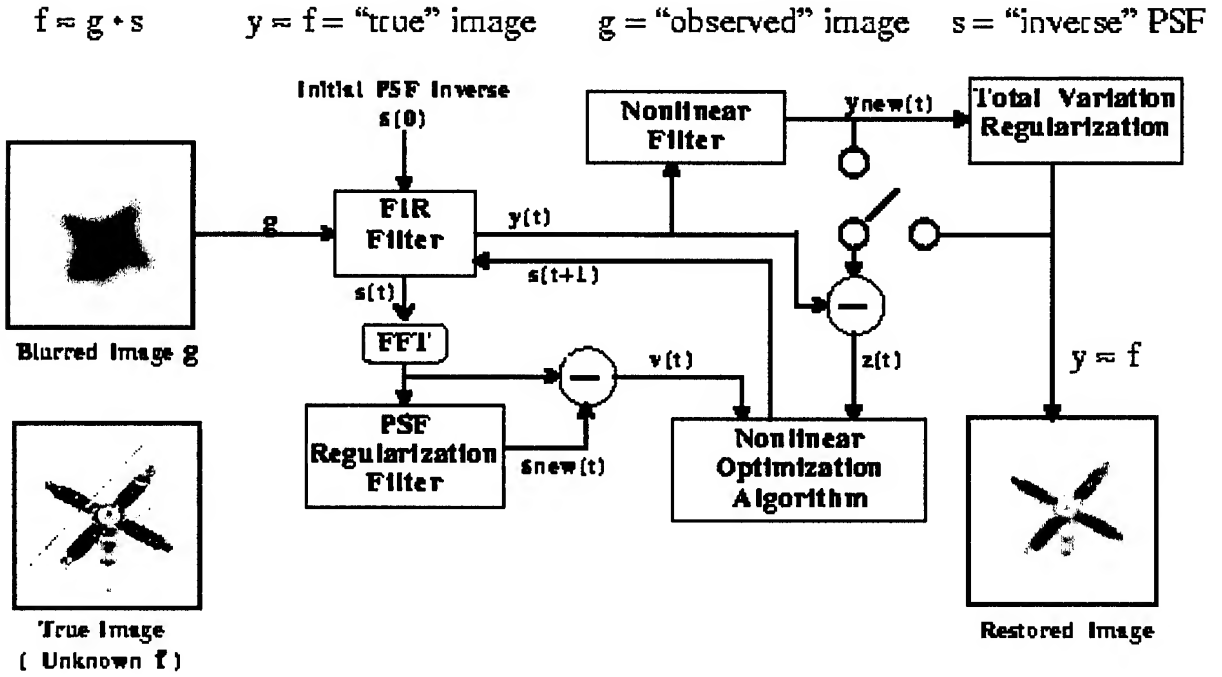 f ≈ g * s
y ≈ f = “true” image
g = “observed” image
s = “inverse” PSF
Initial PSF Inverse
s(0)
Nonlinear
Filter
ynew(t)
Total Variation
Regularization
g
FIR
Filter
y(t)
s(t+1)
s(t)
FFT
Blurred Image g
v(t)
z(t)
y ≈ f
PSF
Regularization
Filter
snew(t)
Nonlinear
Optimization
Algorithm
True Image
( Unknown f )
Restored Image